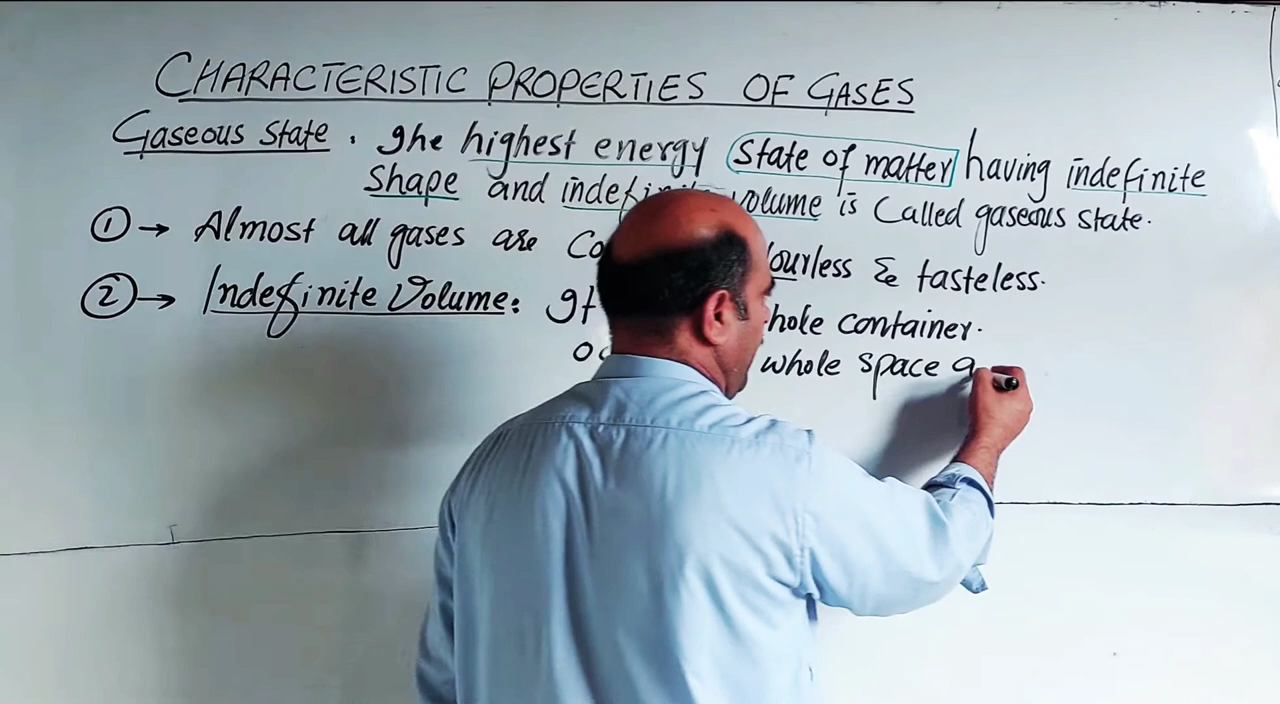 CHARACTERISTIC PROPERTIES OF GASES
Gaseous State . The highest energy state of matter having indefinite
shape and indefinite volume is called gaseous state.
① → Almost all gases are co ourless & tasteless.
② → Indefinite Volume: It hole container.
whole space